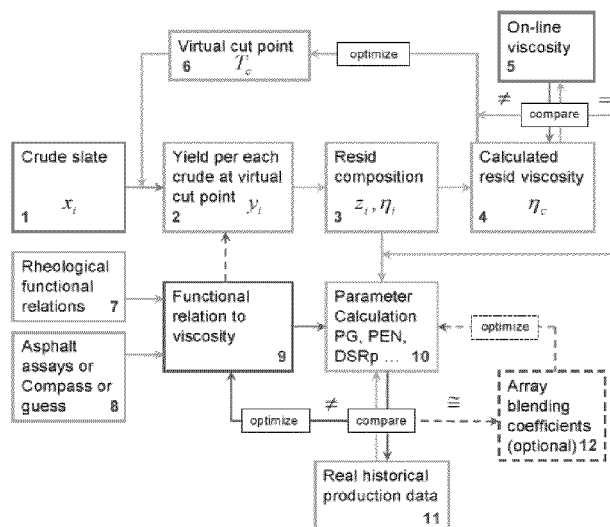 Virtual cut point
6 T_c
optimize
On-line
viscosity
5
≠ compare =
Crude slate
1 x_i
Yield per each
crude at virtual
cut point
2 y_i
Resid
composition
3 z_i, η_i
Calculated
resid viscosity
4 η_c
Rheological
functional
relations 7
Asphalt
assays or
Compass or
guess 8
Functional
relation to
viscosity
9
Parameter
Calculation
PG, PEN,
DSRp ... 10
optimize
Array
blending
coefficients
(optional) 12
optimize ≠ compare ≅
Real historical
production data
11